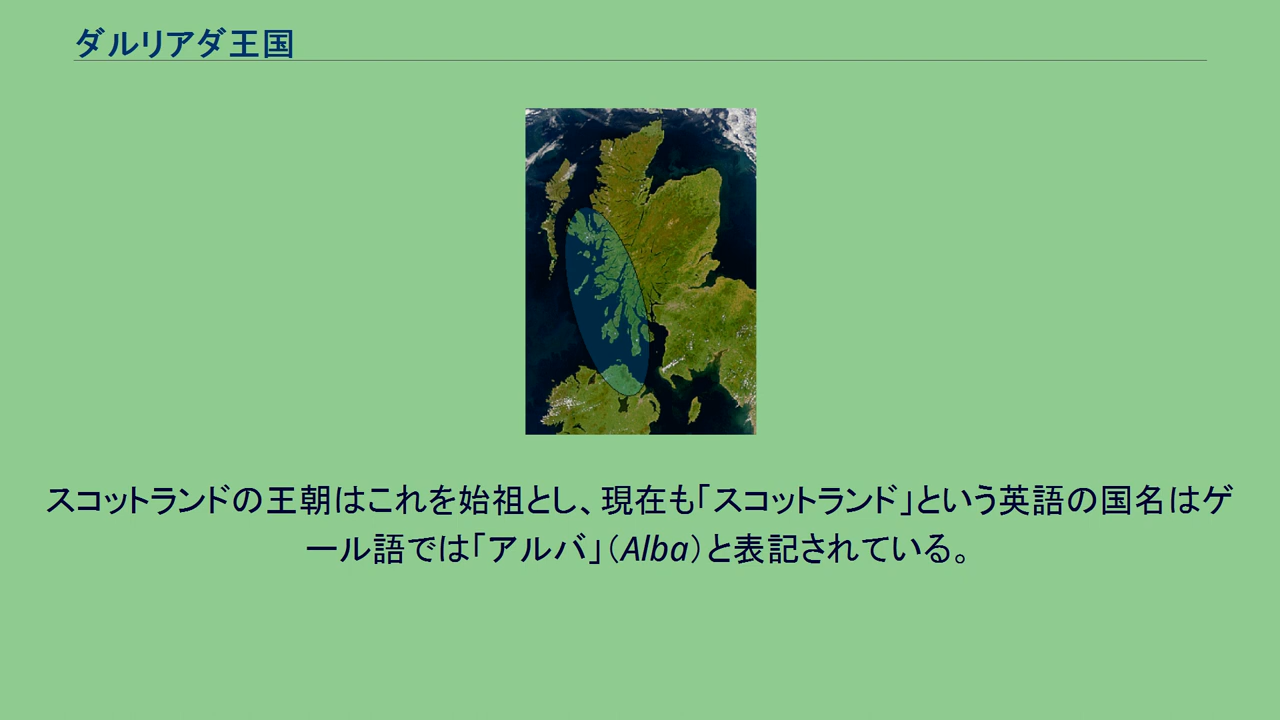 ダルリアダ王国
スコットランドの王朝はこれを始祖とし、現在も「スコットランド」という英語の国名はゲ
ール語では「アルバ」（Alba）と表記されている。